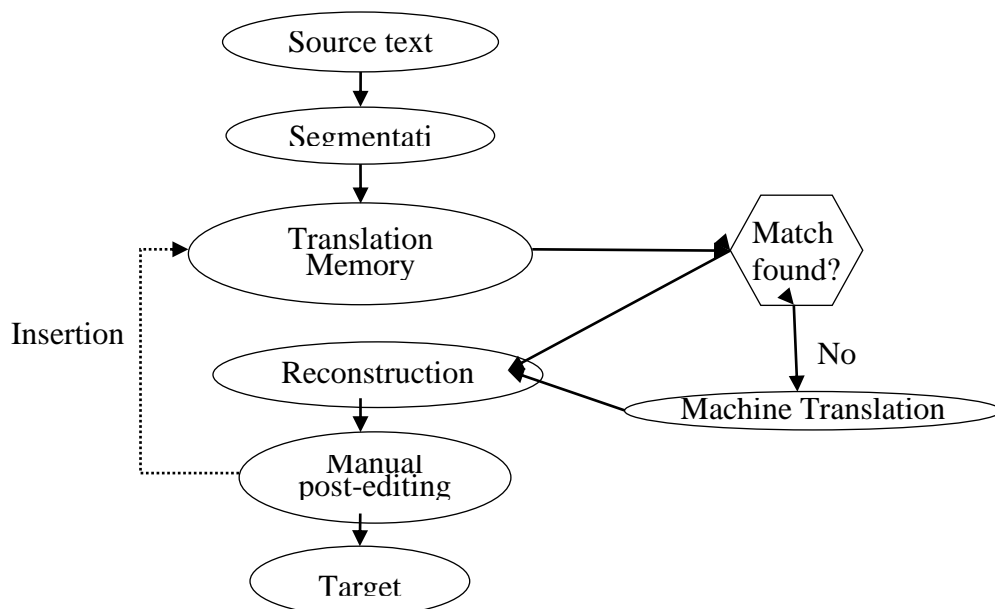 Source text
Segmentati
Translation
Memory
Match
found?
Insertion
No
Reconstruction
Machine Translation
Manual
post-editing
Target